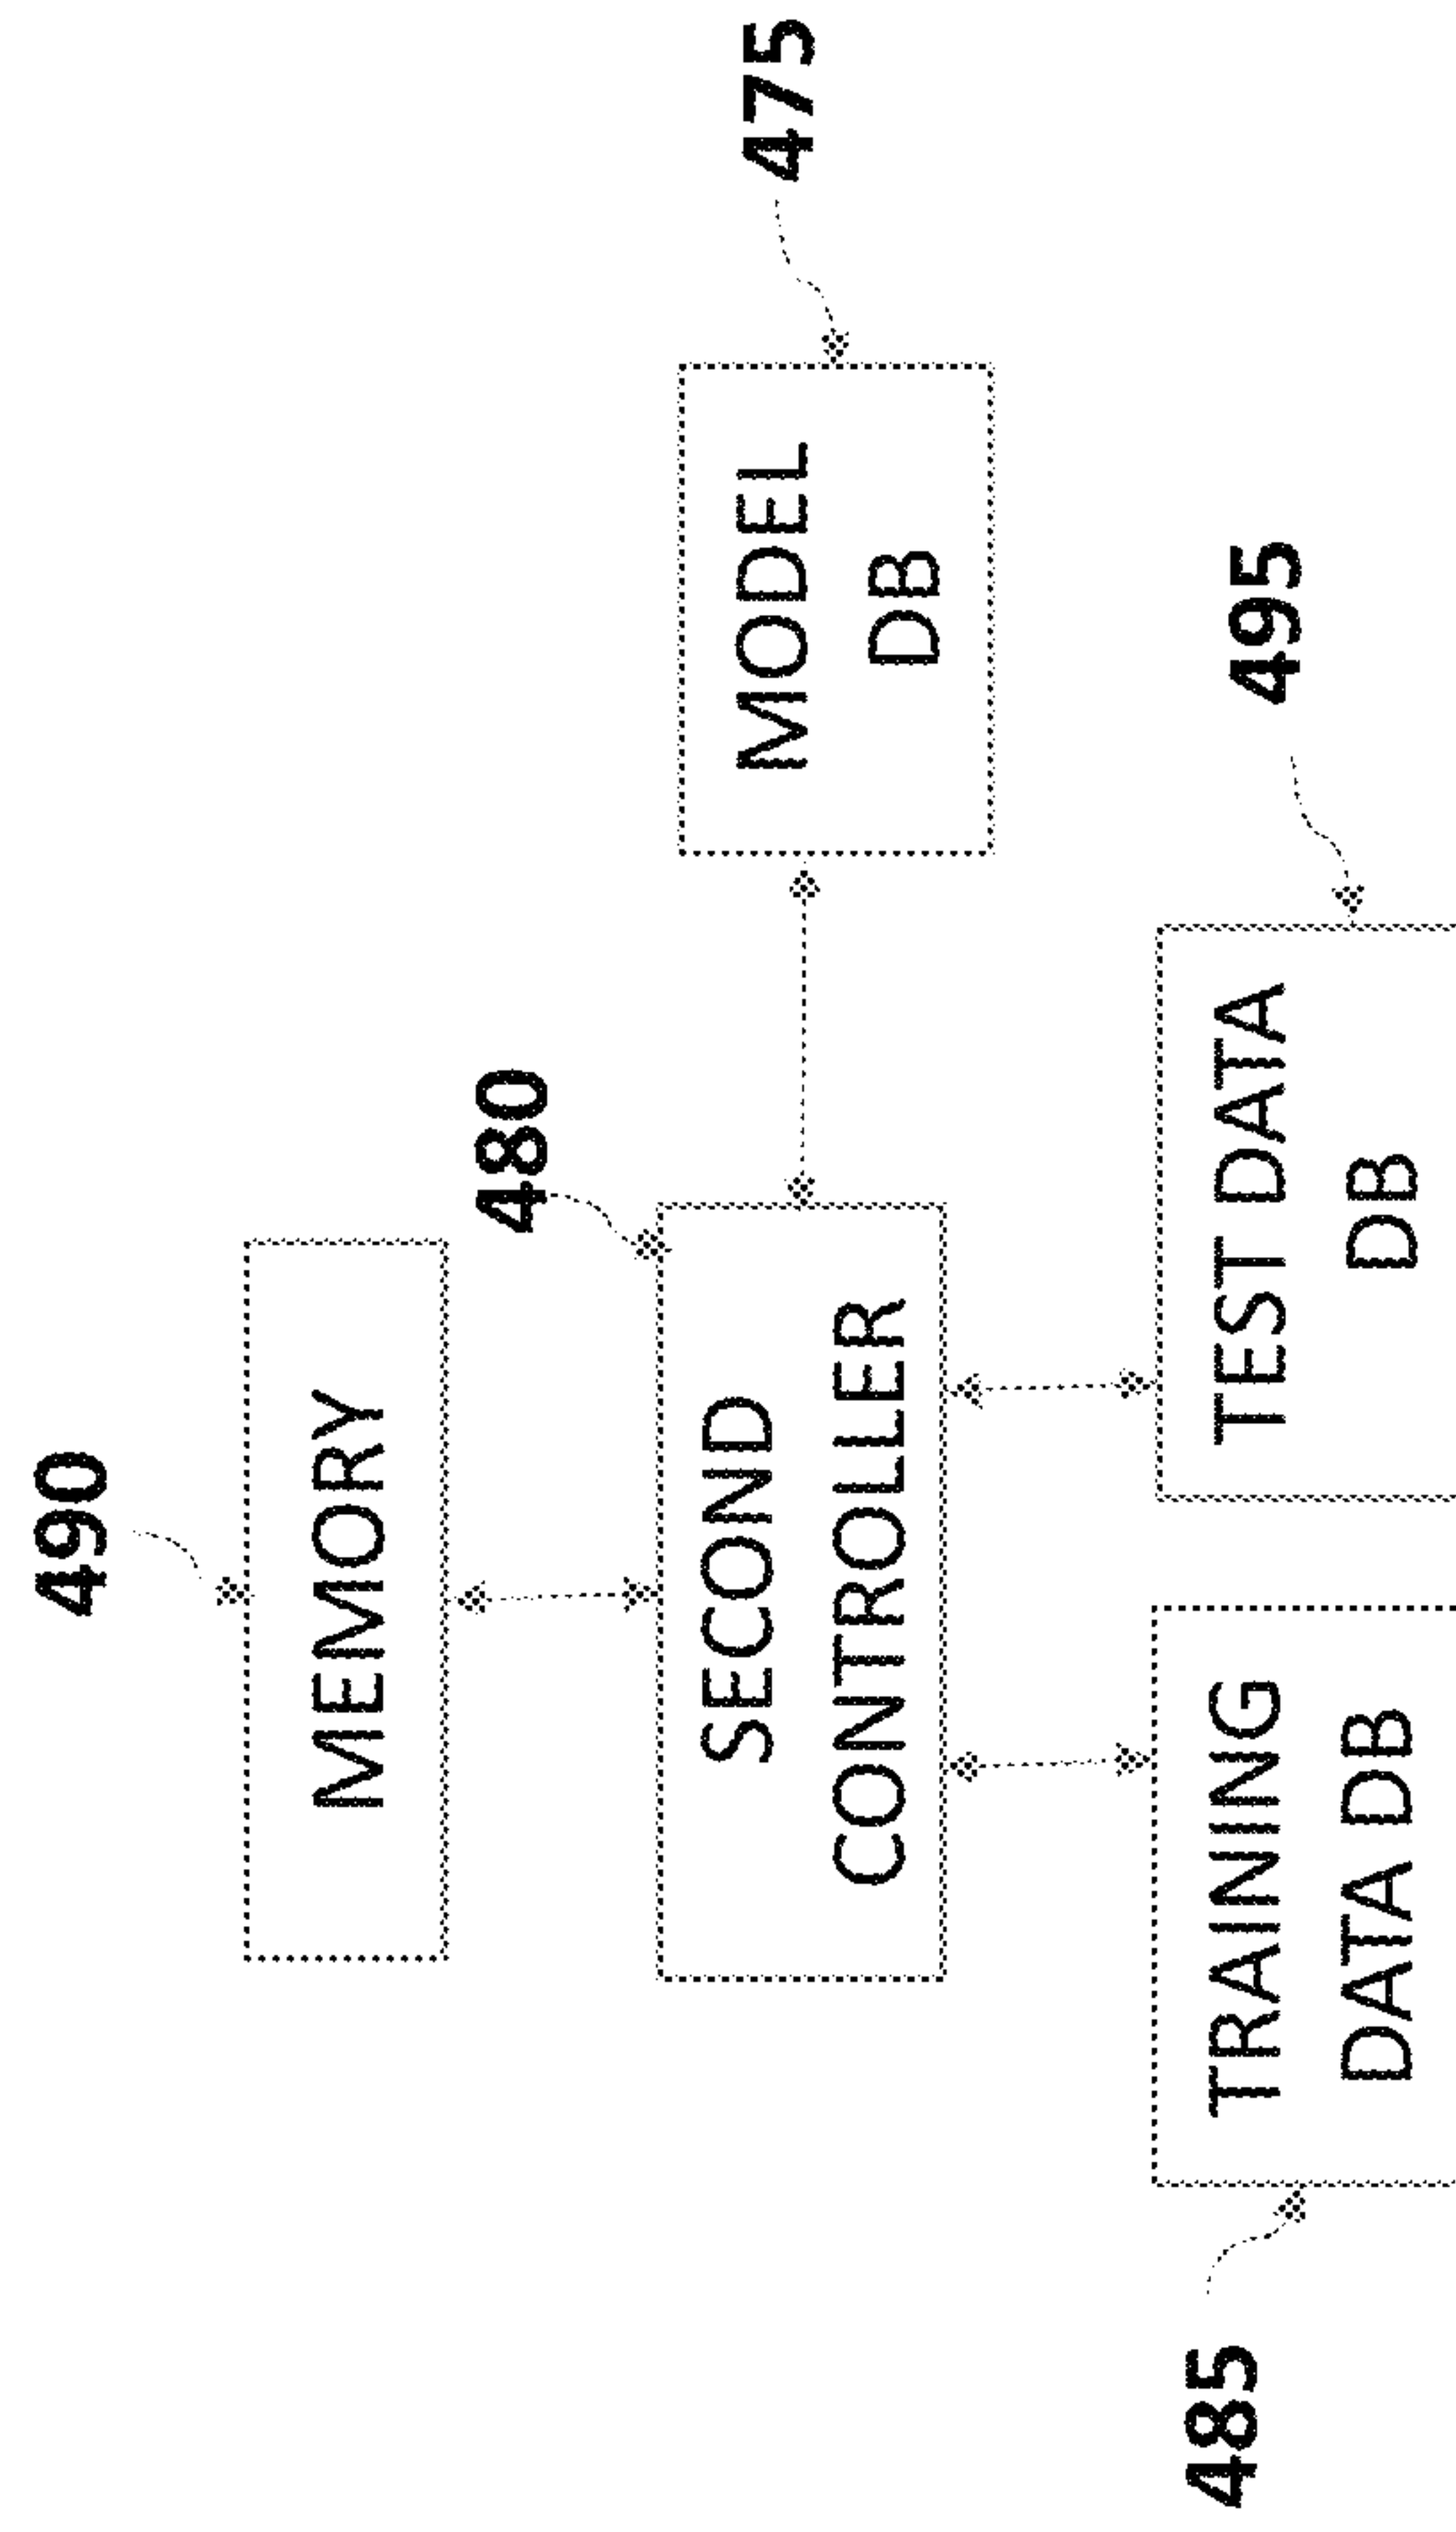 490
MEMORY
480
475
SECOND
CONTROLLER
MODEL
DB
495
485
TRAINING
DATA DB
TEST DATA
DB